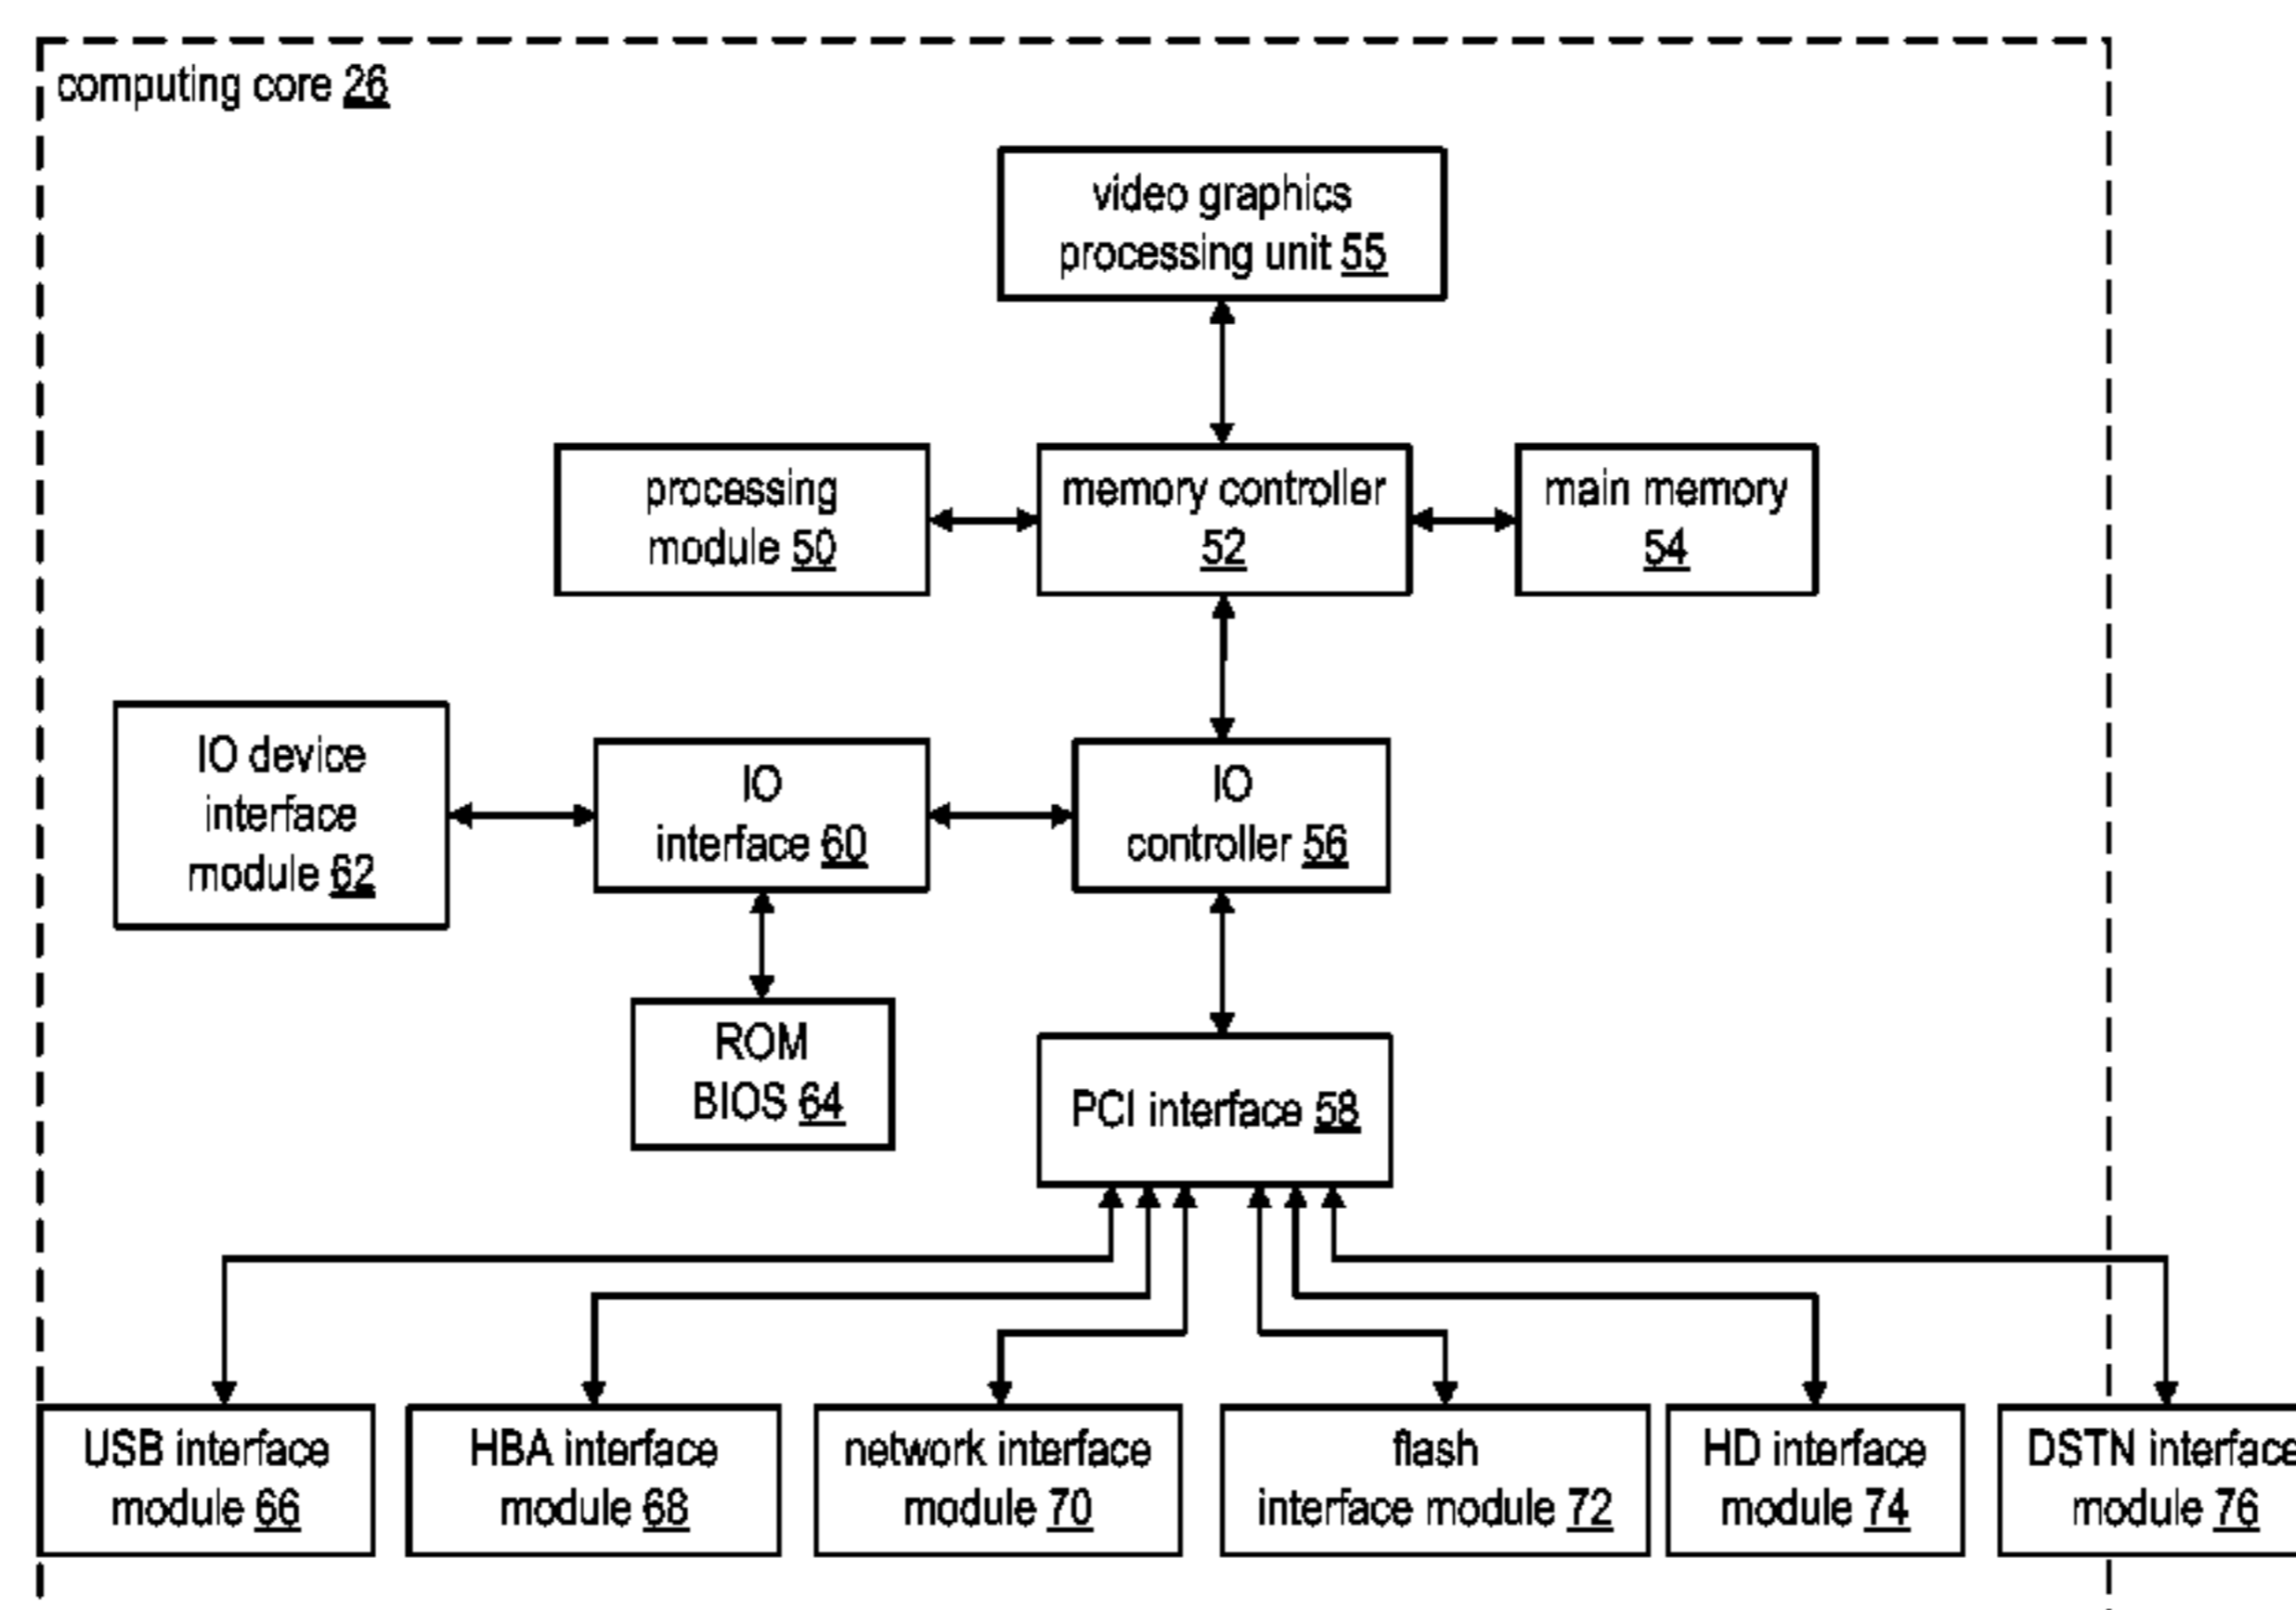 computing core 26
video graphics
processing unit 55
processing
module 50
memory controller
52
main memory
54
IO device
interface
module 62
IO
interface 60
IO
controller 56
ROM
BIOS 64
PCI interface 58
USB interface
module 66
HBA interface
module 68
network interface
module 70
flash
interface module 72
HD interface
module 74
DSTN interface
module 76